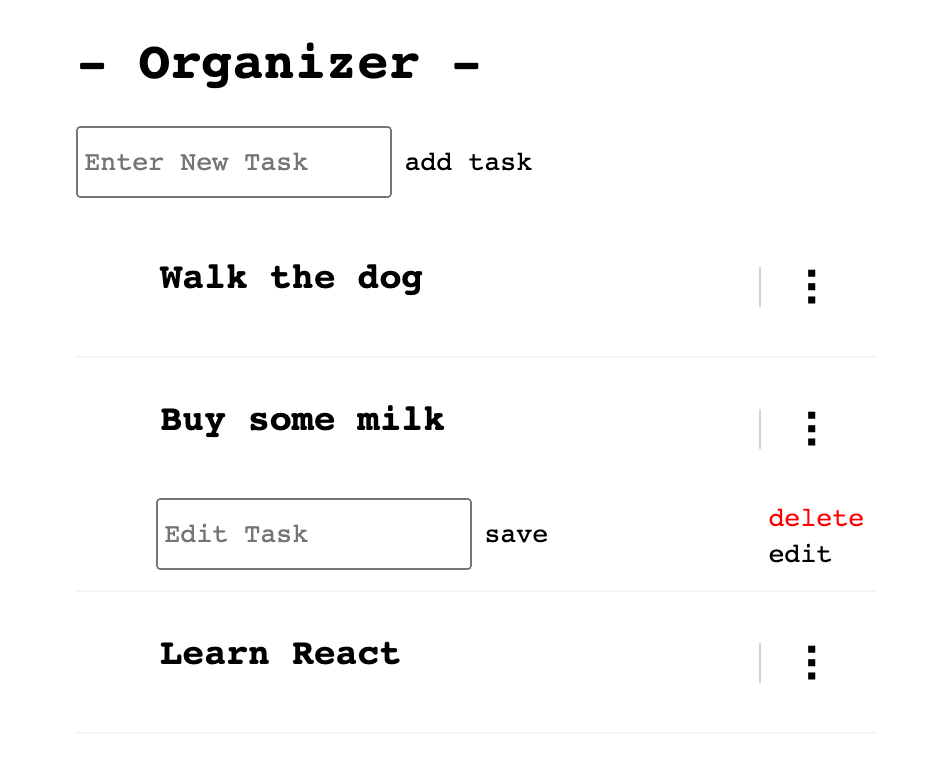 - Organizer -
Enter New Task add task
Walk the dog
Buy some milk
Edit Task save
delete
edit
Learn React